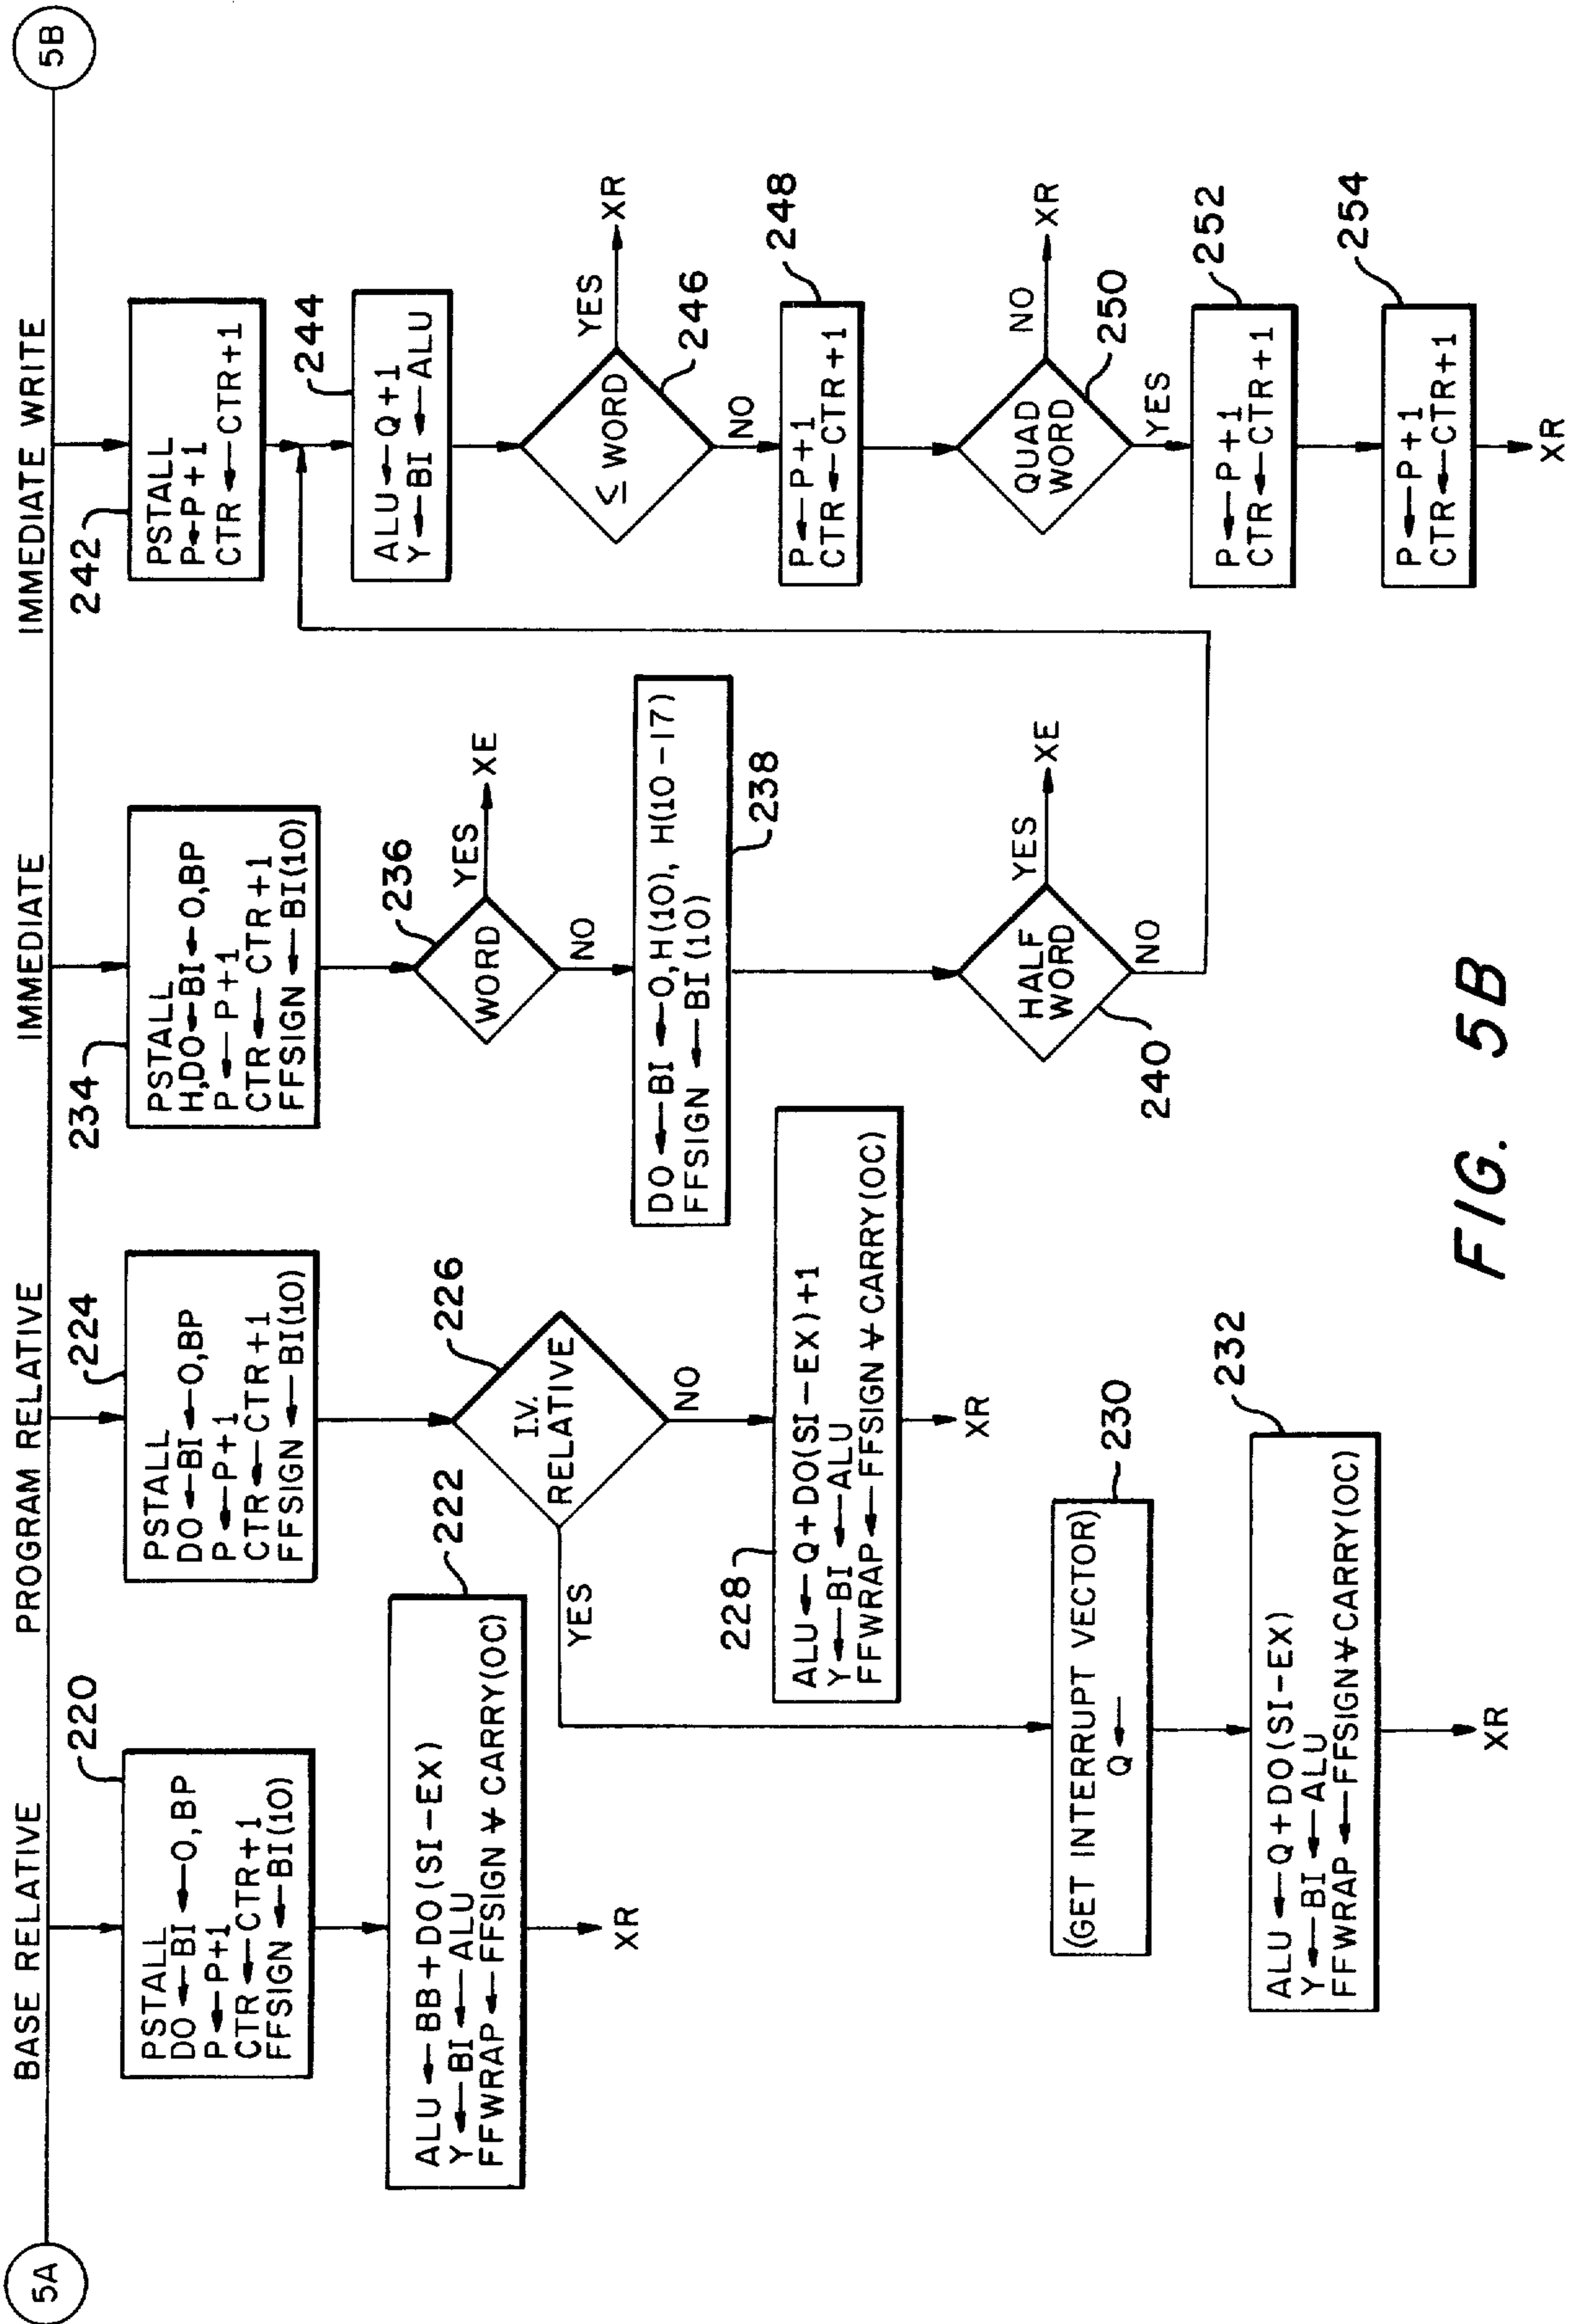 5A
BASE RELATIVE
PROGRAM RELATIVE
IMMEDIATE
IMMEDIATE WRITE
5B
220
PSTALL
DO ← BI ← O,BP
P ← P+1
CTR ← CTR+1
FFSIGN ← BI(10)
222
ALU ← BB + DO(SI-EX)
Y ← BI ← ALU
FFWRAP ← FFSIGN ∀ CARRY(OC)
XR
224
PSTALL
DO ← BI ← O,BP
P ← P+1
CTR ← CTR+1
FFSIGN ← BI(10)
226
I.V.
RELATIVE
YES
NO
228
ALU ← Q + DO(SI-EX)+1
Y ← BI ← ALU
FFWRAP ← FFSIGN ∀ CARRY(OC)
XR
230
(GET INTERRUPT VECTOR)
Q ←
232
ALU ← Q + DO(SI-EX)
Y ← BI ← ALU
FFWRAP ← FFSIGN ∀ CARRY(OC)
XR
234
PSTALL
H,DO ← BI ← O,BP
P ← P+1
CTR ← CTR+1
FFSIGN ← BI(10)
236
WORD
YES
XE
NO
DO ← BI ← O,H(10), H(10-17)
FFSIGN ← BI(10)
238
HALF
WORD
YES
XE
NO
240
242
PSTALL
P ← P+1
CTR ← CTR+1
244
ALU ← Q+1
Y ← BI ← ALU
≤ WORD
YES
XR
246
NO
248
P ← P+1
CTR ← CTR+1
QUAD
WORD
NO
XR
250
YES
252
P ← P+1
CTR ← CTR+1
254
P ← P+1
CTR ← CTR+1
XR
FIG. 5B